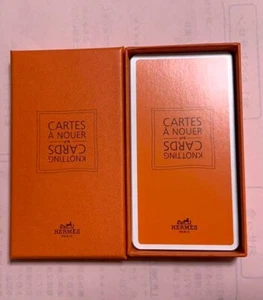 CARTES
À NOUER
KNOTTING
CARDS
HERMÈS
PARIS
CARTES
À NOUER
KNOTTING
CARDS
HERMÈS
PARIS